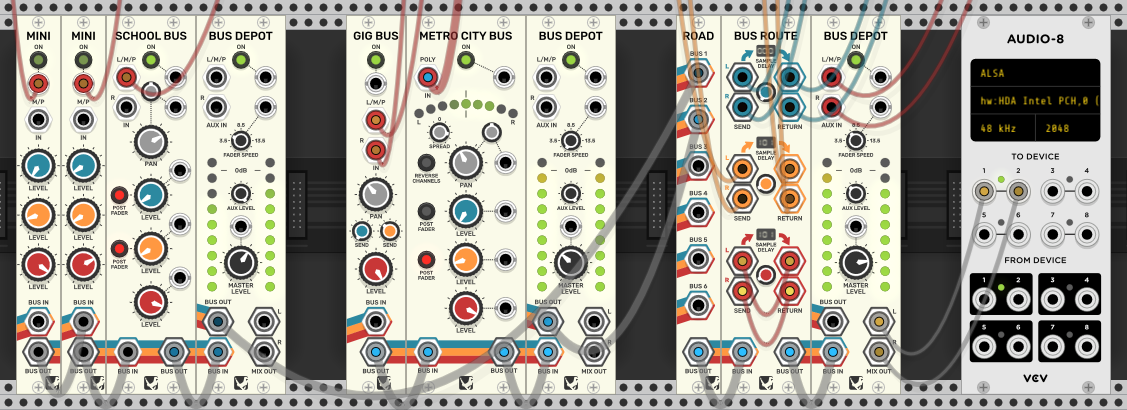 MINI
ON
M/P
IN
LEVEL
LEVEL
LEVEL
BUS IN
BUS OUT
MINI
ON
M/P
IN
LEVEL
LEVEL
LEVEL
BUS IN
BUS OUT
SCHOOL BUS
ON
L/M/P
R
IN
PAN
POST
FADER
LEVEL
POST
FADER
LEVEL
LEVEL
BUS IN
BUS OUT
BUS DEPOT
ON
L/M/P
R
AUX IN
8.5
3.5
13.5
FADER SPEED
0dB
AUX LEVEL
MASTER
LEVEL
BUS OUT
L
R
BUS IN
MIX OUT
GIG BUS
ON
L/M/P
R
IN
PAN
SEND
SEND
LEVEL
BUS IN
BUS OUT
METRO CITY BUS
ON
POLY
IN
L
R
SPREAD
REVERSE
CHANNELS
PAN
POST
FADER
LEVEL
LEVEL
LEVEL
BUS IN
BUS OUT
BUS DEPOT
ON
L/M/P
R
AUX IN
8.5
3.5
13.5
FADER SPEED
0dB
AUX LEVEL
MASTER
LEVEL
BUS OUT
L
R
BUS IN
MIX OUT
ROAD
BUS 1
BUS 2
BUS 3
BUS 4
BUS 5
BUS 6
BUS OUT
BUS ROUTE
SAMPLE
DELAY
L
R
SEND
RETURN
SAMPLE
DELAY
L
R
SEND
RETURN
SAMPLE
DELAY
L
R
SEND
RETURN
BUS IN
BUS OUT
BUS DEPOT
ON
L/M/P
R
AUX IN
8.5
3.5
13.5
FADER SPEED
0dB
AUX LEVEL
MASTER
LEVEL
BUS OUT
L
R
BUS IN
MIX OUT
AUDIO-8
ALSA
hw:HDA Intel PCH,0 (
48 kHz
2048
TO DEVICE
1 2 3 4
5 6 7 8
FROM DEVICE
1 2 3 4
5 6 7 8
VCV